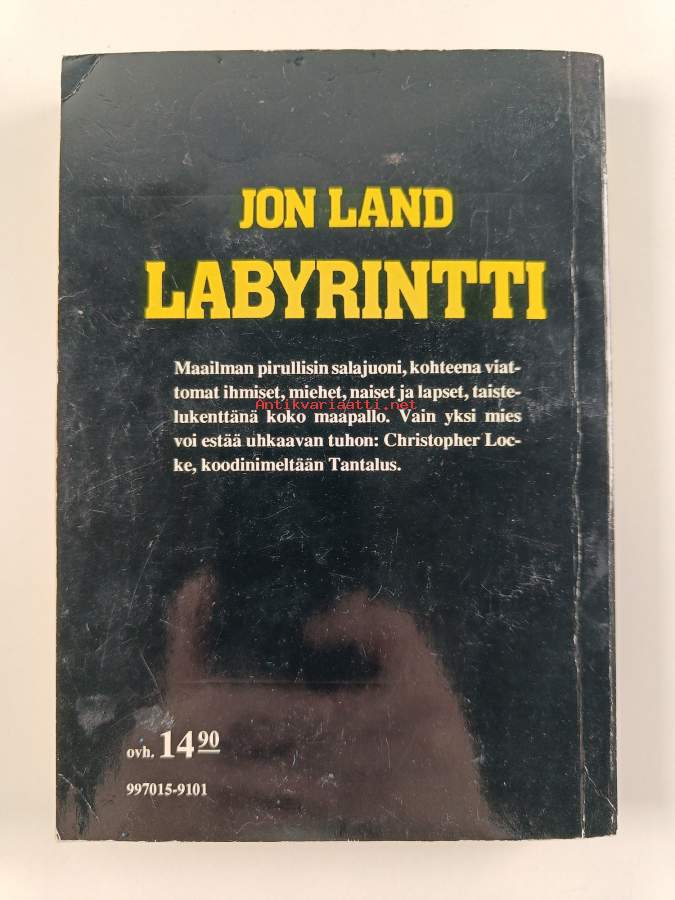 JON LAND
LABYRINTTI
Maailman pirullisin salajuoni, kohteena viat-
tomat ihmiset, miehet, naiset ja lapset, taiste-
Antikvariaatti.net
lukenttänä koko maapallo. Vain yksi mies
voi estää uhkaavan tuhon: Christopher Loc-
ke, koodinimeltään Tantalus.
ovh. 14 90
997015-9101